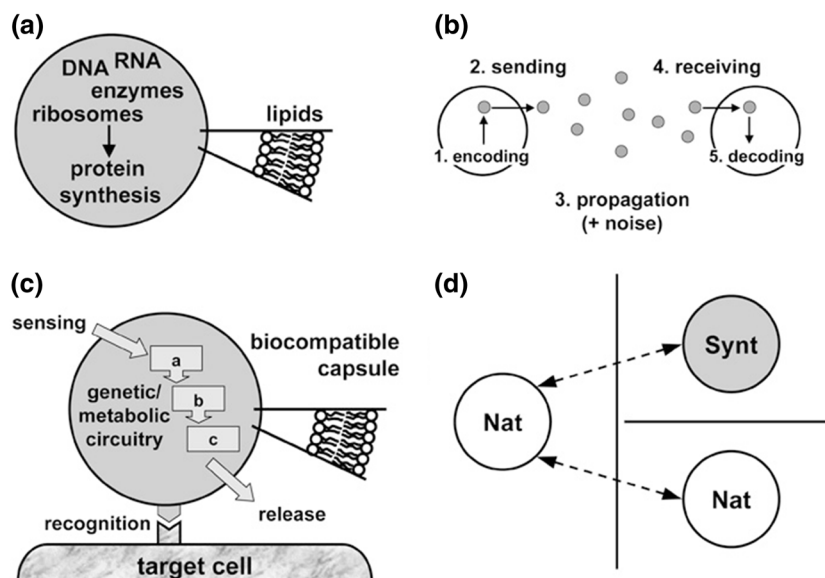 (a)
DNA RNA
enzymes
ribosomes
protein
synthesis
lipids
(b)
2. sending
4. receiving
1. encoding
5. decoding
3. propagation
(+ noise)
(c)
sensing
a
b
c
genetic/
metabolic
circuitry
biocompatible
capsule
release
recognition
target cell
(d)
Synt
Nat
Nat